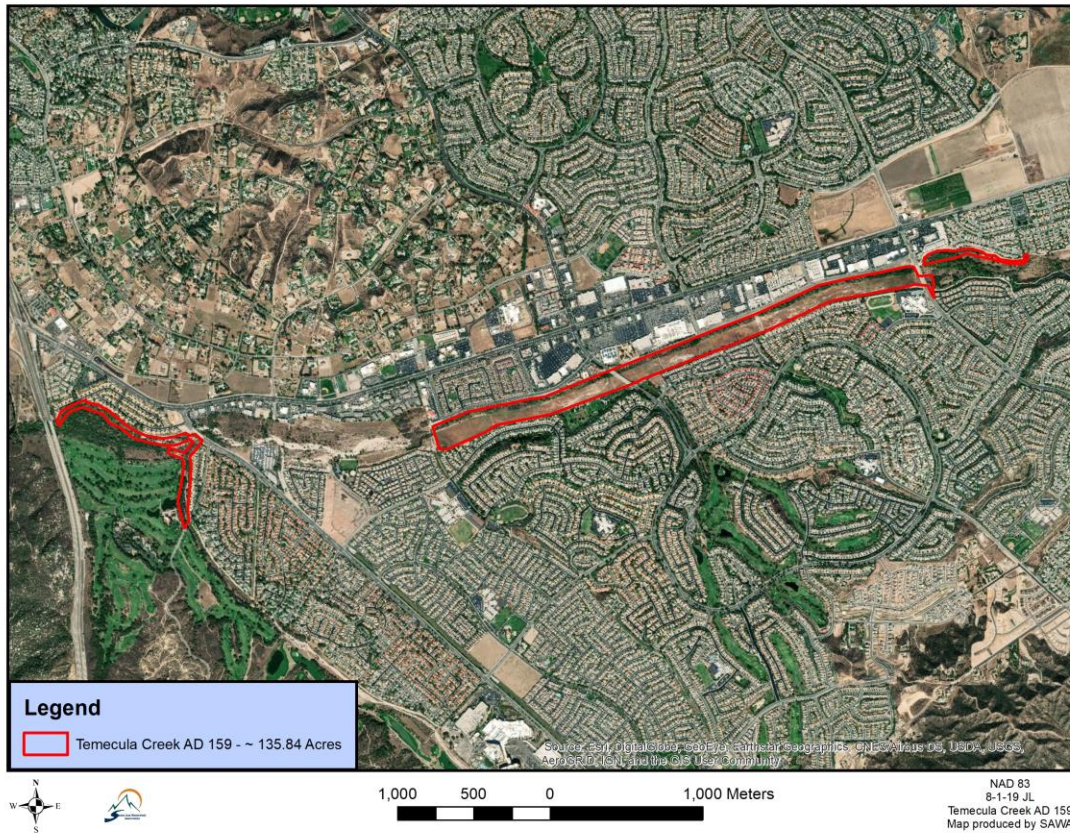 Legend
Temecula Creek AD 159 - ~ 135.84 Acres
Source: Esri, DigitalGlobe, GeoEye, Earthstar Geographics, CNES/Airbus DS, USDA, USGS,
AeroGRID, IGN, and the GIS User Community
N
W E
S
1,000 500 0 1,000 Meters
NAD 83
8-1-19 JL
Temecula Creek AD 159
Map produced by SAWA